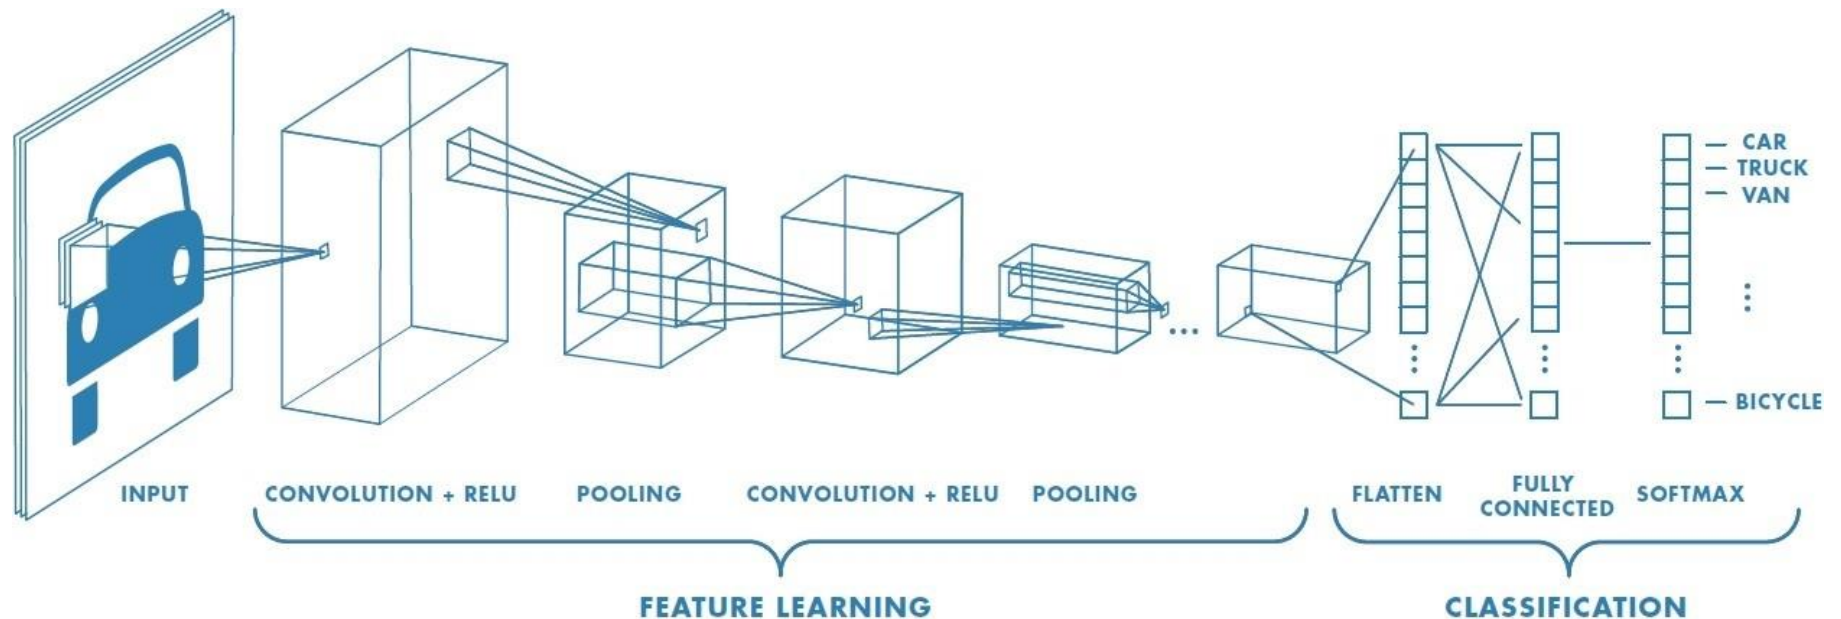 CAR
TRUCK
VAN
BICYCLE
INPUT
CONVOLUTION + RELU
POOLING
CONVOLUTION + RELU
POOLING
FLATTEN
FULLY
CONNECTED
SOFTMAX
FEATURE LEARNING
CLASSIFICATION